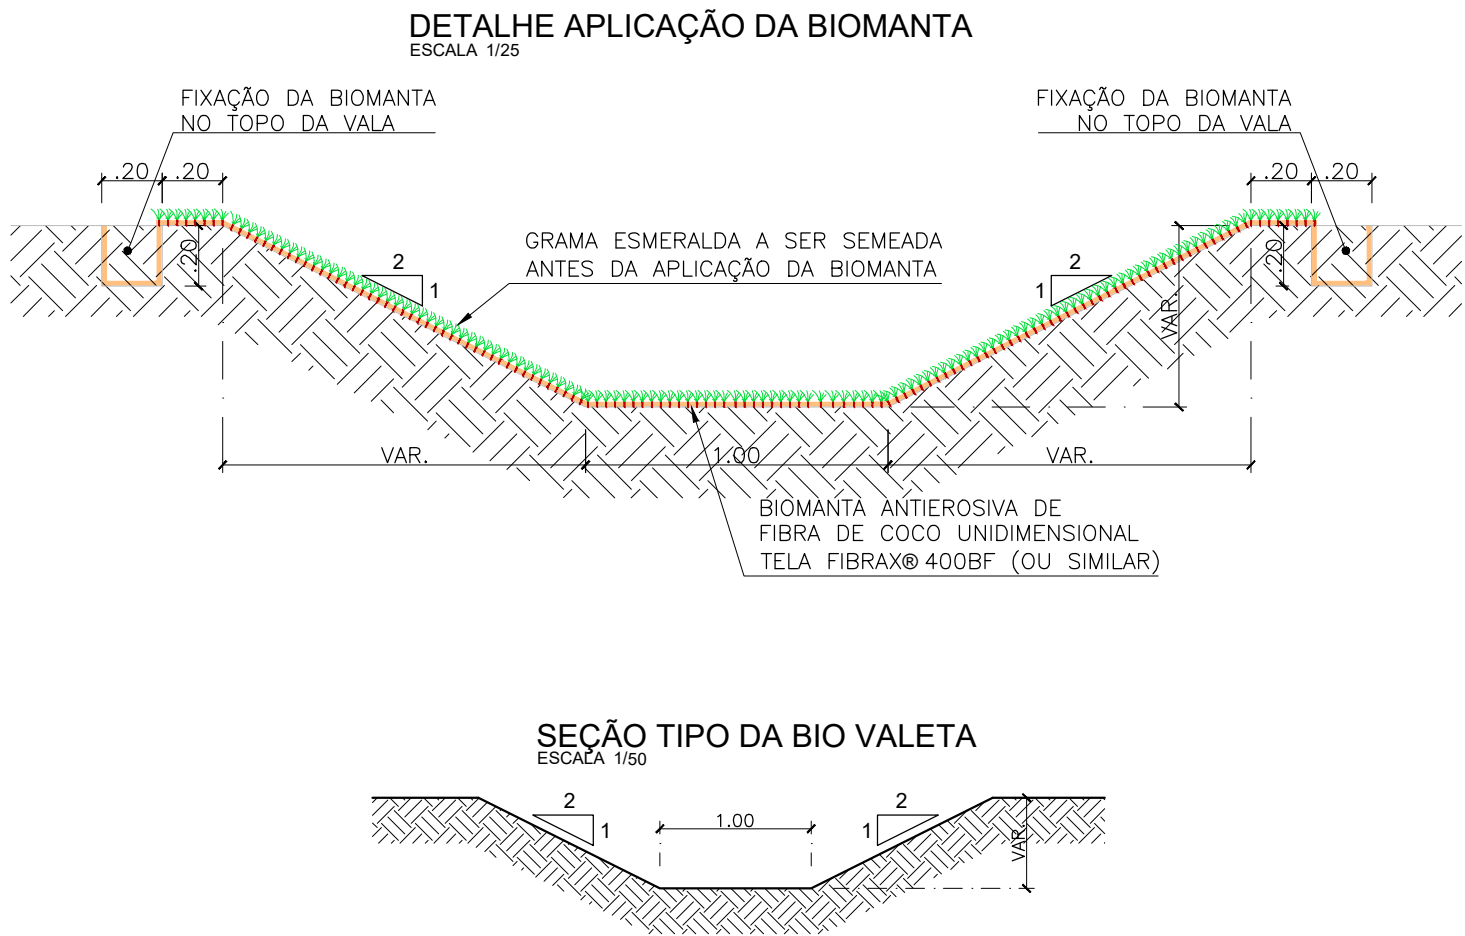 DETALHE APLICAÇÃO DA BIOMANTA
ESCALA 1/25
FIXAÇÃO DA BIOMANTA
NO TOPO DA VALA
FIXAÇÃO DA BIOMANTA
NO TOPO DA VALA
.20
.20
.20
.20
.20
.20
GRAMA ESMERALDA A SER SEMEADA
ANTES DA APLICAÇÃO DA BIOMANTA
2
1
2
1
VAR.
VAR.
1.00
VAR.
BIOMANTA ANTIEROSIVA DE
FIBRA DE COCO UNIDIMENSIONAL
TELA FIBRAX® 400BF (OU SIMILAR)
SEÇÃO TIPO DA BIO VALETA
ESCALA 1/50
2
1
1.00
2
1
VAR.